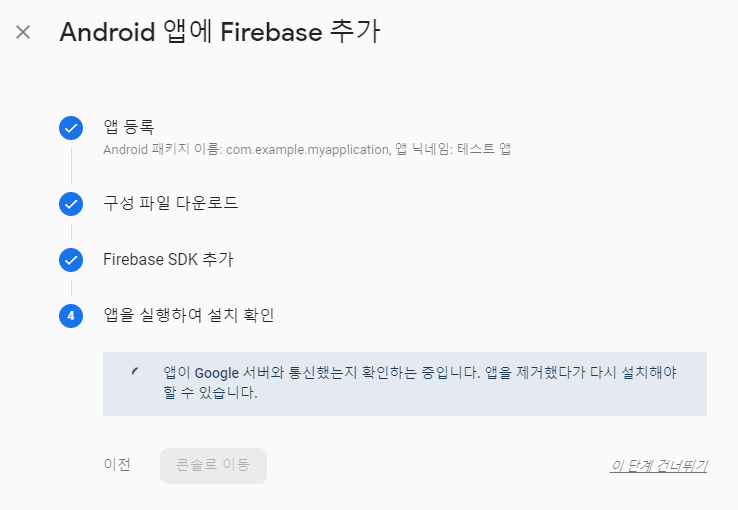 Android 앱에 Firebase 추가
앱 등록
Android 패키지 이름: com.example.myapplication, 앱 닉네임: 테스트 앱
구성 파일 다운로드
Firebase SDK 추가
4 앱을 실행하여 설치 확인
앱이 Google 서버와 통신했는지 확인하는 중입니다. 앱을 제거했다가 다시 설치해야
할 수 있습니다.
이전 콘솔로 이동 이 단계 건너뛰기